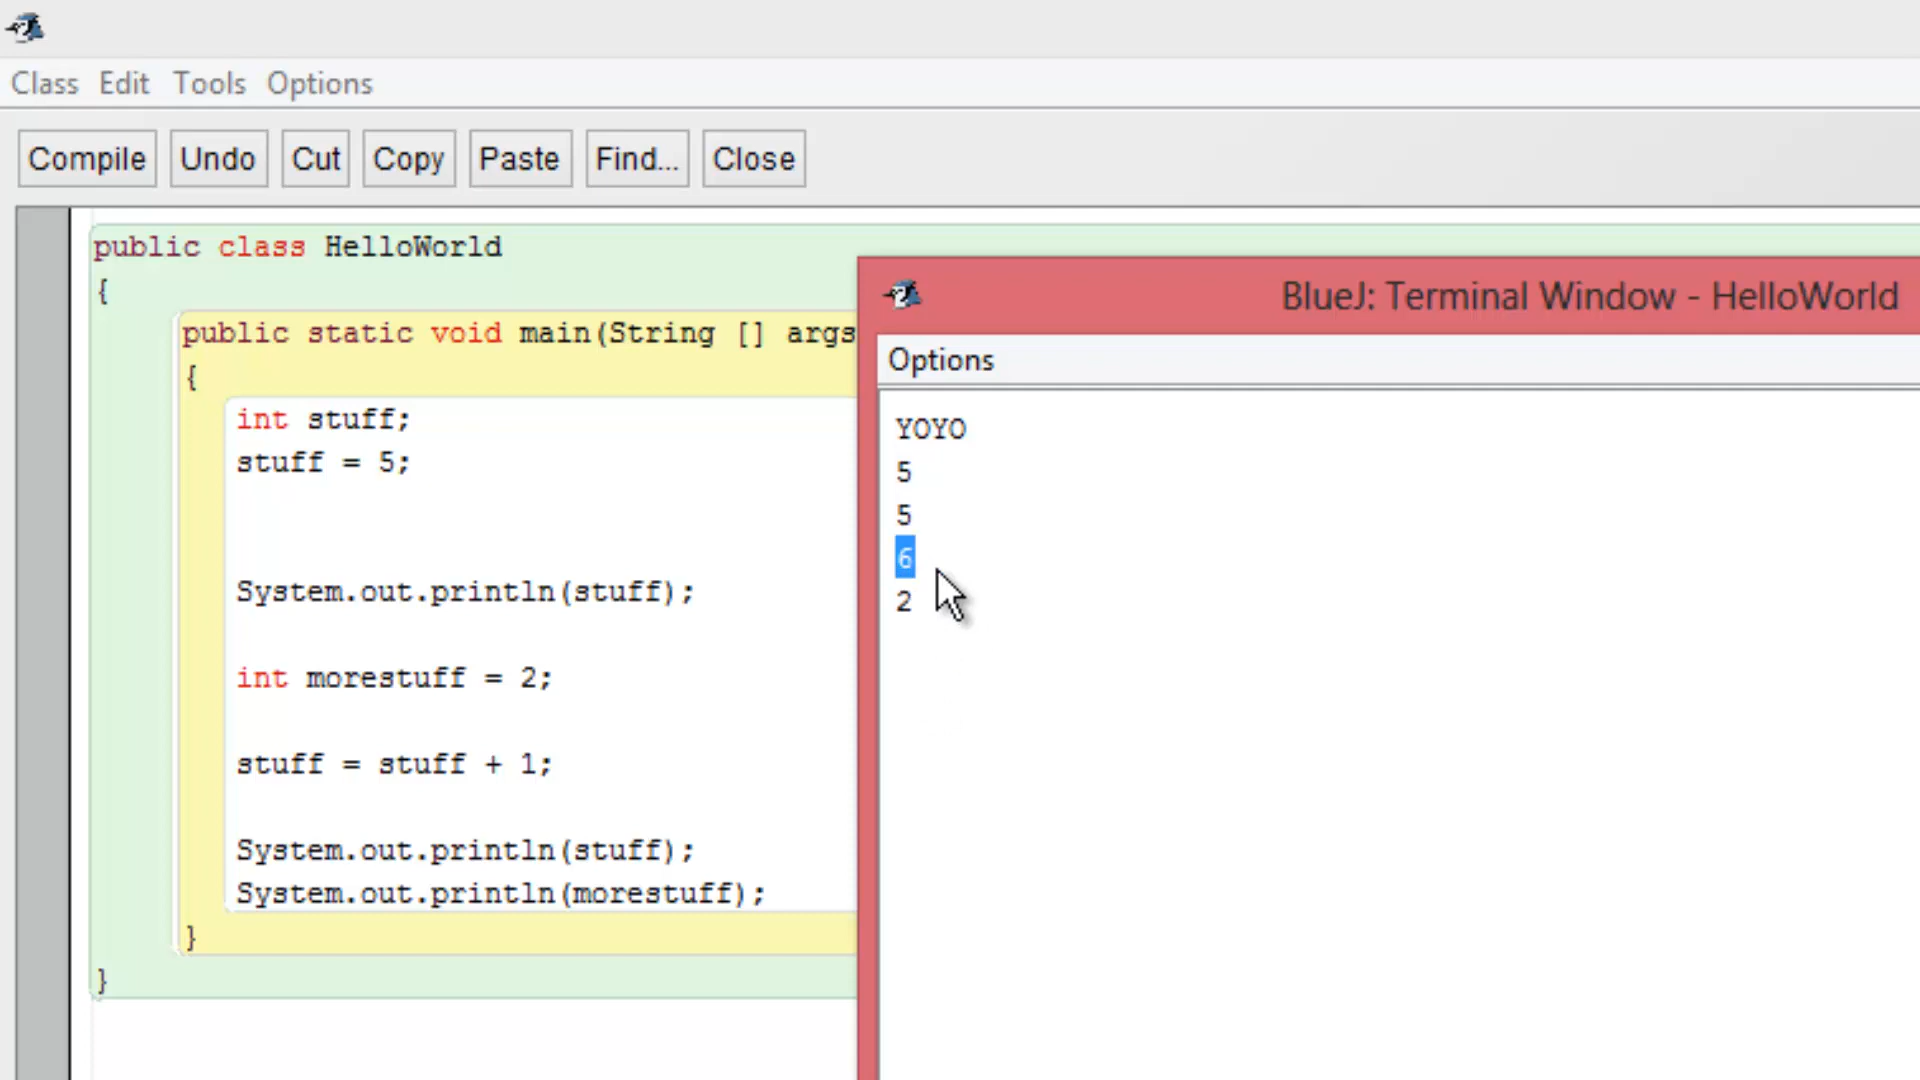 Class Edit Tools Options
Compile Undo Cut Copy Paste Find... Close
public class HelloWorld
{
public static void main(String [] args
{
int stuff;
stuff = 5;
System.out.println(stuff);
int morestuff = 2;
stuff = stuff + 1;
System.out.println(stuff);
System.out.println(morestuff);
}
}
BlueJ: Terminal Window - HelloWorld
Options
YOYO
5
5
6
2